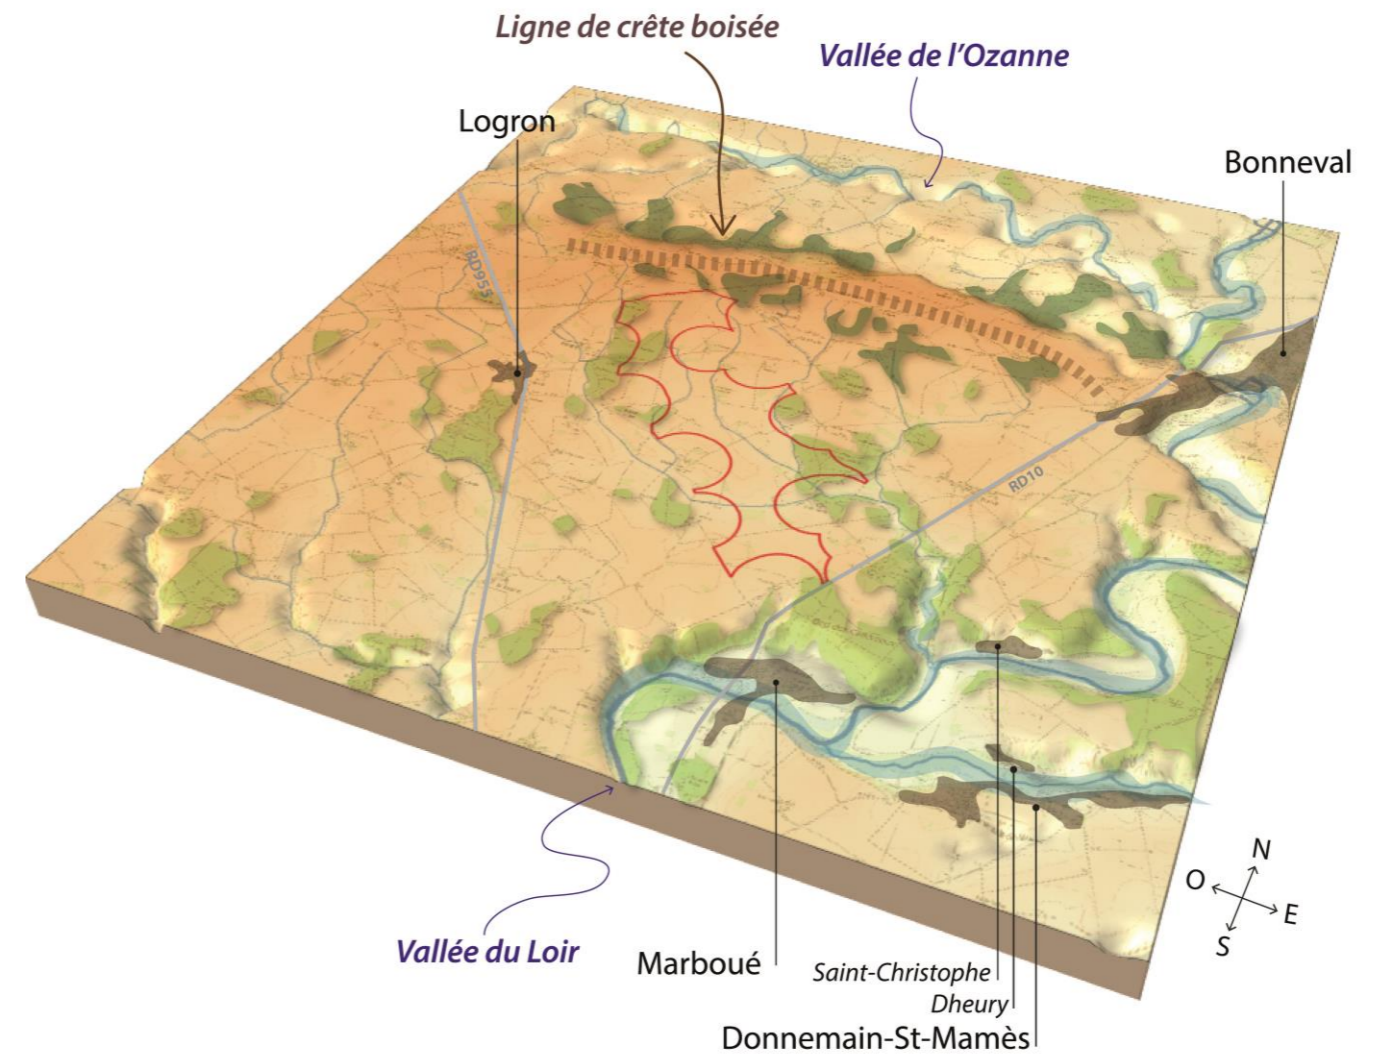 Ligne de crête boisée
Vallée de l'Ozanne
Logron
Bonneval
RD955
RD10
N
O
E
S
Vallée du Loir
Marboué
Saint-Christophe
Dheury
Donnemain-St-Mamès